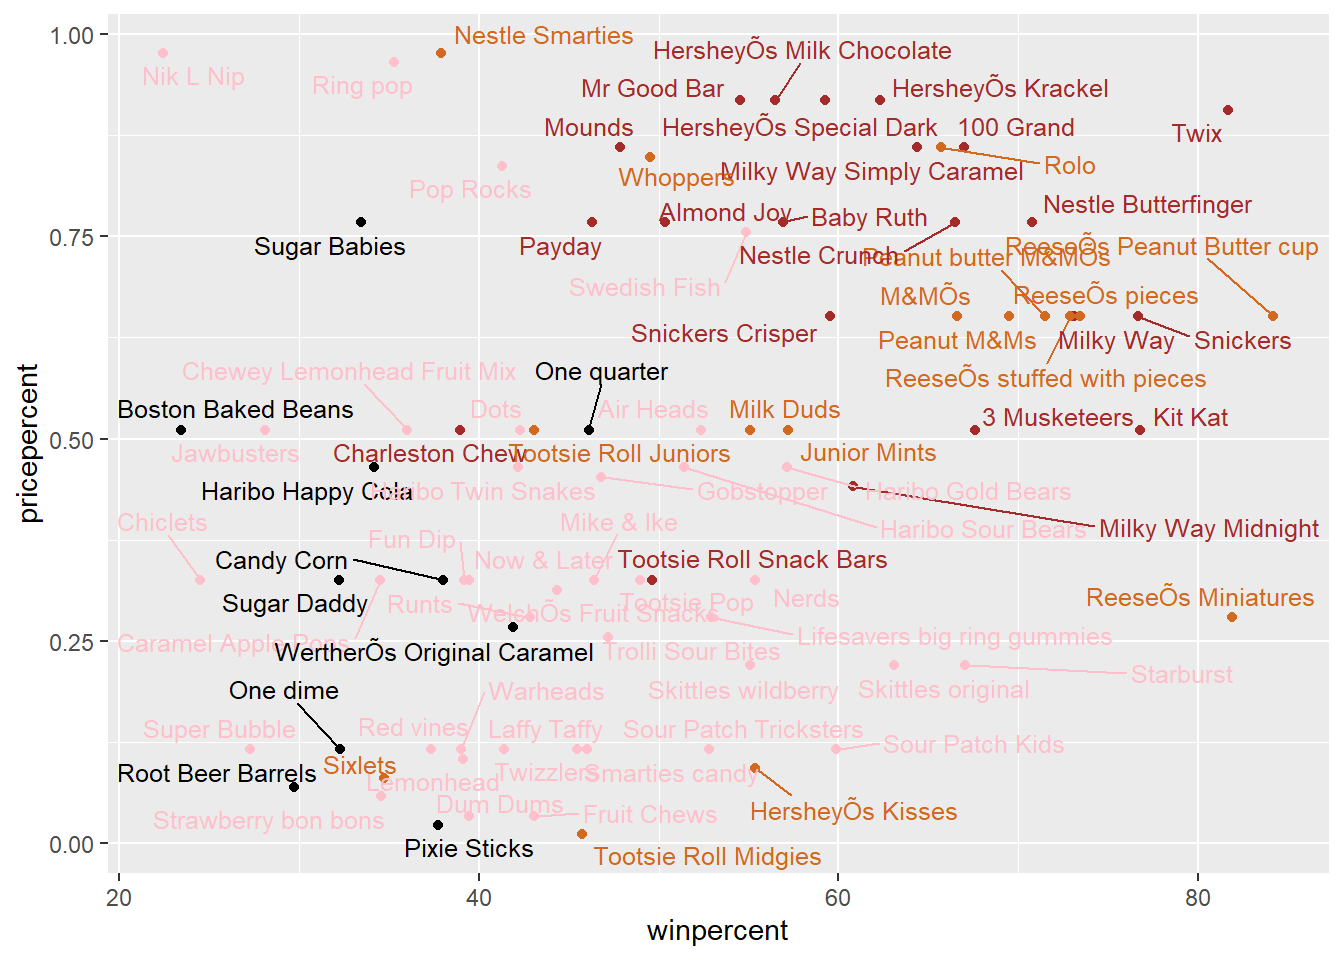 1.00
Nestle Smarties
HersheyÕs Milk Chocolate
Nik L Nip
Ring pop
Mr Good Bar
HersheyÕs Krackel
Mounds
HersheyÕs Special Dark
100 Grand
Twix
Whoppers
Milky Way Simply Caramel
Rolo
Pop Rocks
Almond Joy
Baby Ruth
Nestle Butterfinger
0.75
Sugar Babies
Payday
Nestle Crunch
Peanut butter M&MÕs
ReeseÕs Peanut Butter cup
Swedish Fish
M&MÕs
ReeseÕs pieces
Snickers Crisper
Peanut M&Ms
Milky Way
Snickers
Chewey Lemonhead Fruit Mix
One quarter
ReeseÕs stuffed with pieces
Boston Baked Beans
Dots
Air Heads
Milk Duds
3 Musketeers
Kit Kat
0.50
Jawbusters
Charleston Chew
Tootsie Roll Juniors
Junior Mints
Haribo Happy Cola
Haribo Twin Snakes
Gobstopper
Haribo Gold Bears
Chiclets
Mike & Ike
Haribo Sour Bears
Milky Way Midnight
Fun Dip
Candy Corn
Now & Later
Tootsie Roll Snack Bars
Sugar Daddy
Runts
WelchÕs Fruit Snacks
Tootsie Pop
Nerds
ReeseÕs Miniatures
0.25
Caramel Apple Pops
WertherÕs Original Caramel
Trolli Sour Bites
Lifesavers big ring gummies
One dime
Warheads
Skittles wildberry
Skittles original
Starburst
Super Bubble
Red vines
Laffy Taffy
Sour Patch Tricksters
Sour Patch Kids
Root Beer Barrels
Sixlets
Lemonhead
Twizzlers
Smarties candy
Strawberry bon bons
Dum Dums
Fruit Chews
HersheyÕs Kisses
0.00
Pixie Sticks
Tootsie Roll Midgies
20
40
60
80
winpercent
pricepercent